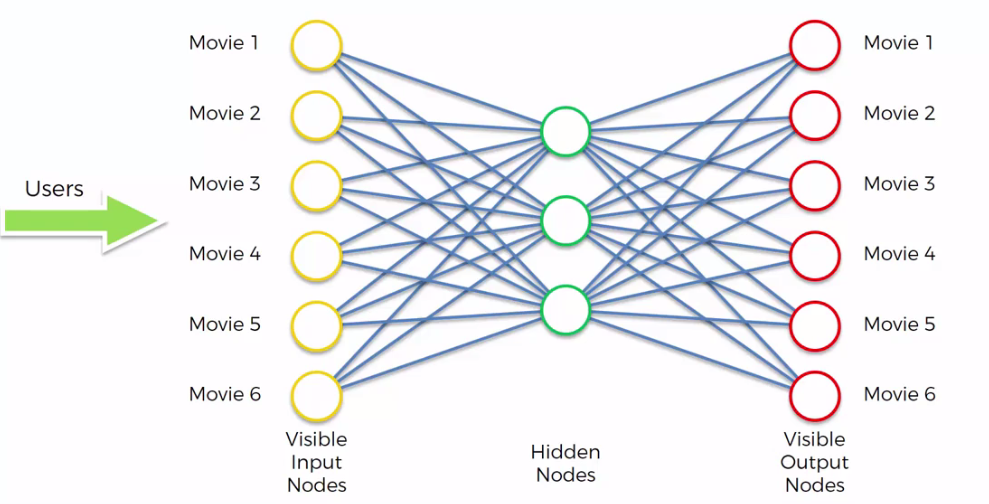 Users
Movie 1
Movie 2
Movie 3
Movie 4
Movie 5
Movie 6
Visible
Input
Nodes
Hidden
Nodes
Movie 1
Movie 2
Movie 3
Movie 4
Movie 5
Movie 6
Visible
Output
Nodes